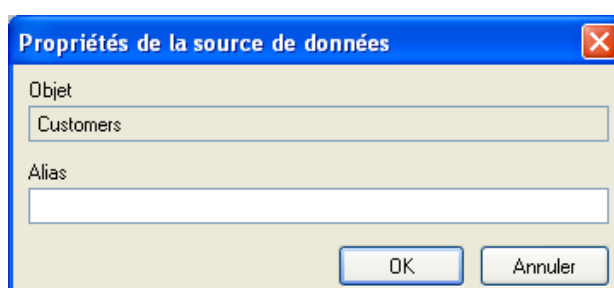 Propriétés de la source de données
Objet
Customers
Alias
OK Annuler